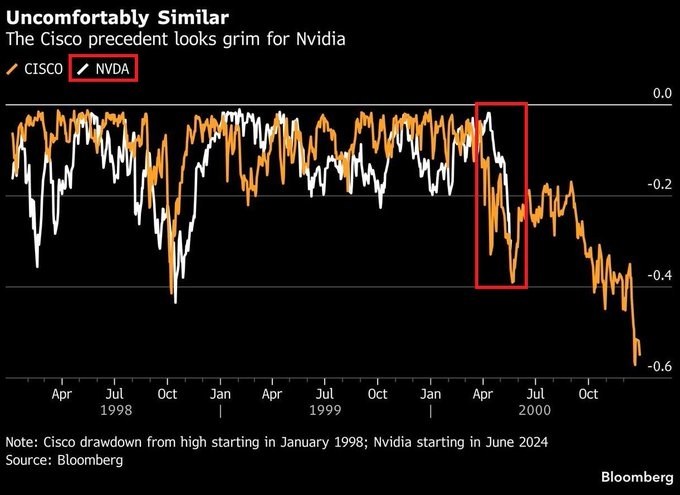 Uncomfortably Similar
The Cisco precedent looks grim for Nvidia
CISCO NVDA
0.0
-0.2
-0.4
-0.6
Apr Jul Oct Jan Apr Jul Oct Jan Apr Jul Oct
1998 | 1999 | 2000
Note: Cisco drawdown from high starting in January 1998; Nvidia starting in June 2024
Source: Bloomberg
Bloomberg